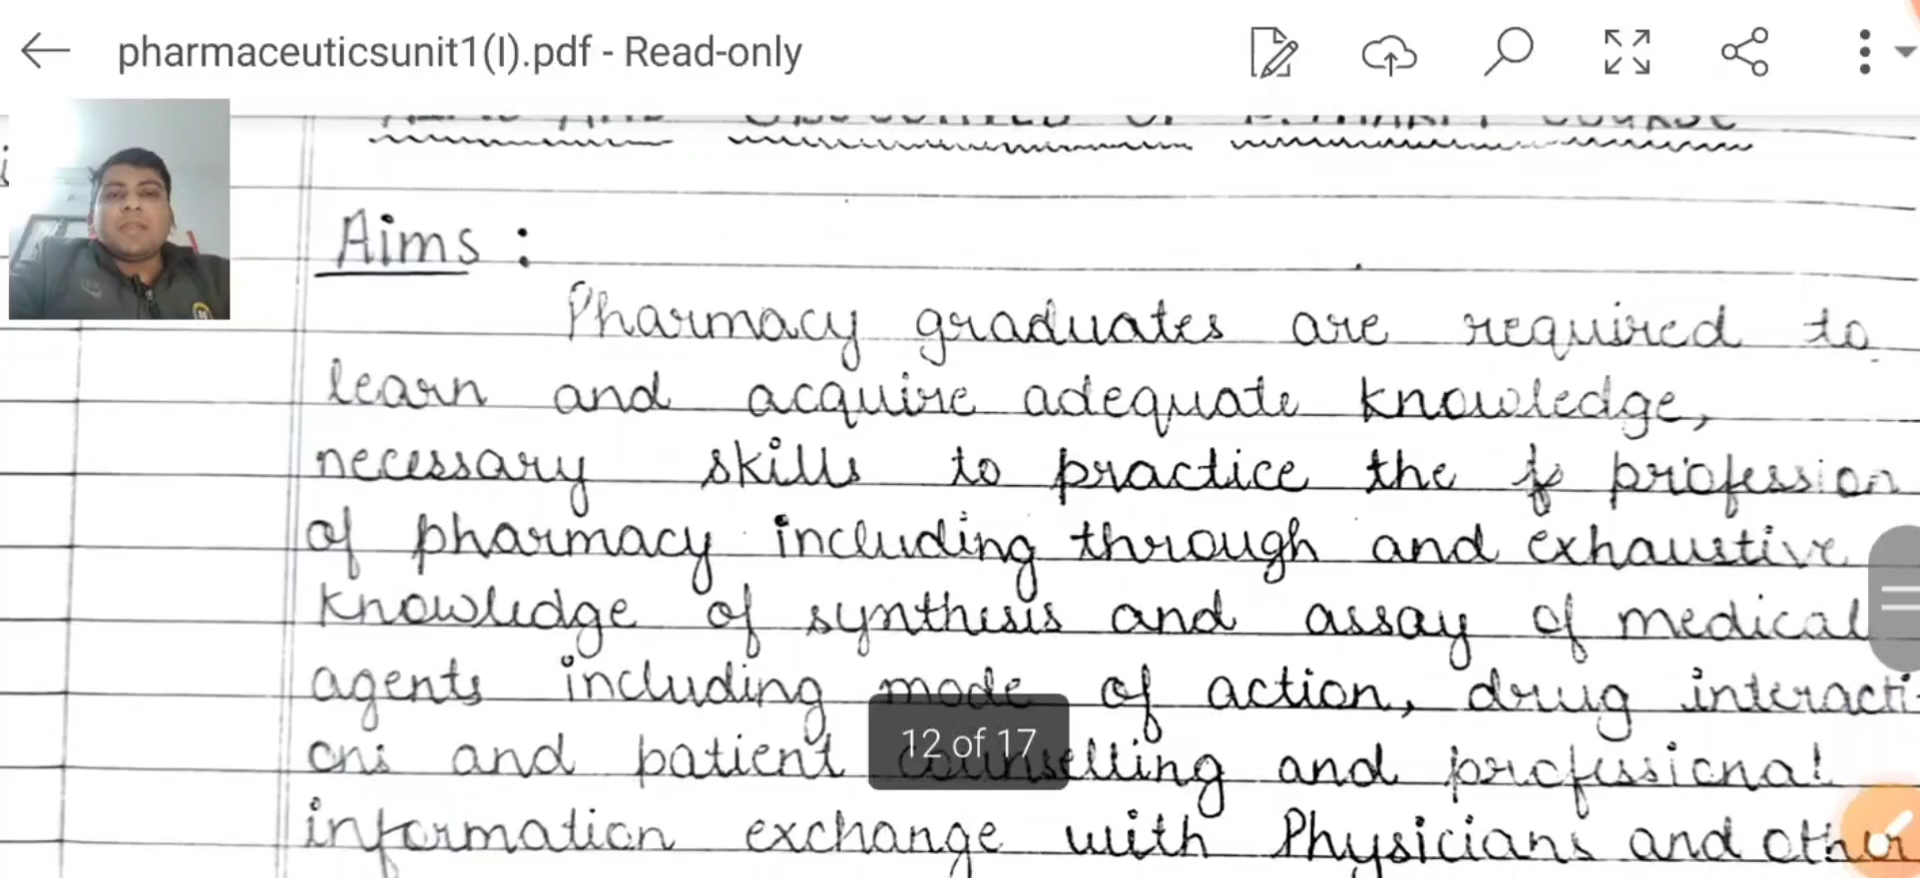 pharmaceuticsunit1(I).pdf - Read-only
Aims :
Pharmacy graduates are required to
learn and acquire adequate knowledge,
necessary skills to practice the profession
of pharmacy including through and exhaustive
knowledge of synthesis and assay of medical
agents including mode of action, drug interacti-
ons and patient counselling and professional
12 of 17
information exchange with Physicians and other